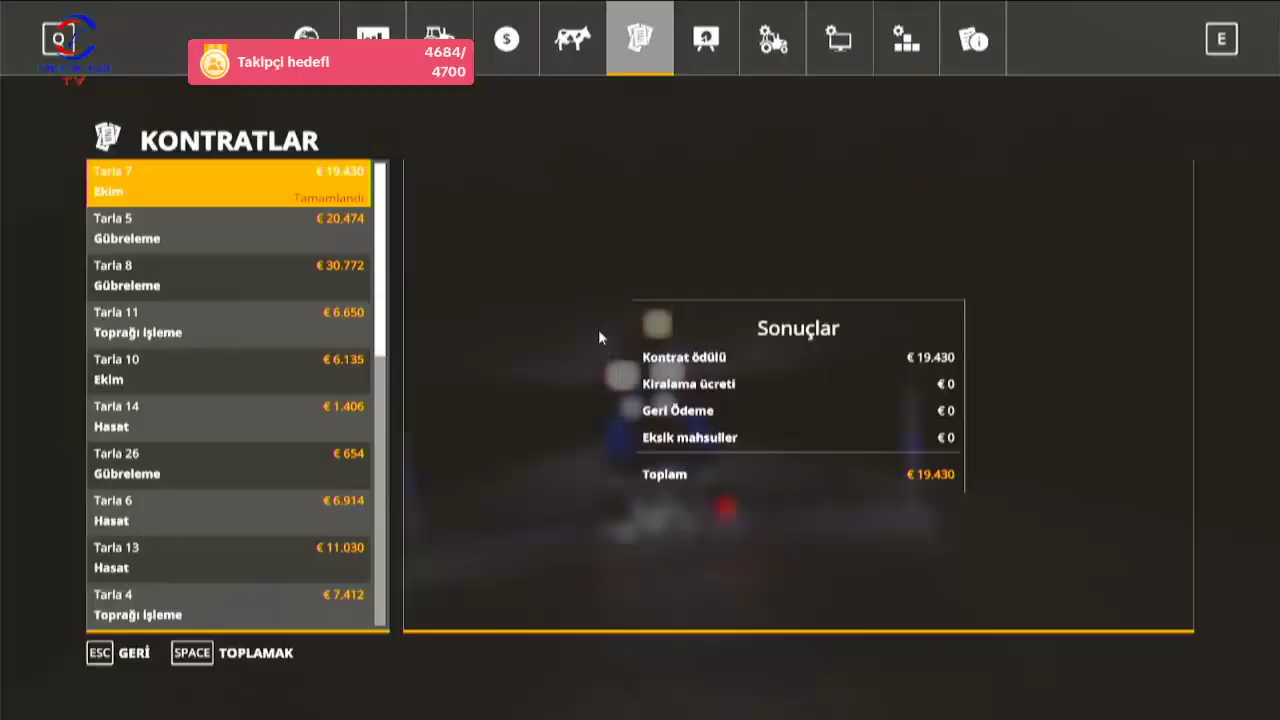 Q
E
TV
Takipçi hedefi
4684/
4700
KONTRATLAR
Tarla 7 € 19.430
Ekim Tamamlandı
Tarla 5 € 20.474
Gübreleme
Tarla 8 € 30.772
Gübreleme
Tarla 11 € 6.650
Toprağı işleme
Tarla 10 € 6.135
Ekim
Tarla 14 € 1.406
Hasat
Tarla 26 € 654
Gübreleme
Tarla 6 € 6.914
Hasat
Tarla 13 € 11.030
Hasat
Tarla 4 € 7.412
Toprağı işleme
Sonuçlar
Kontrat ödülü € 19.430
Kiralama ücreti € 0
Geri Ödeme € 0
Eksik mahsuller € 0
Toplam € 19.430
ESC GERİ SPACE TOPLAMAK